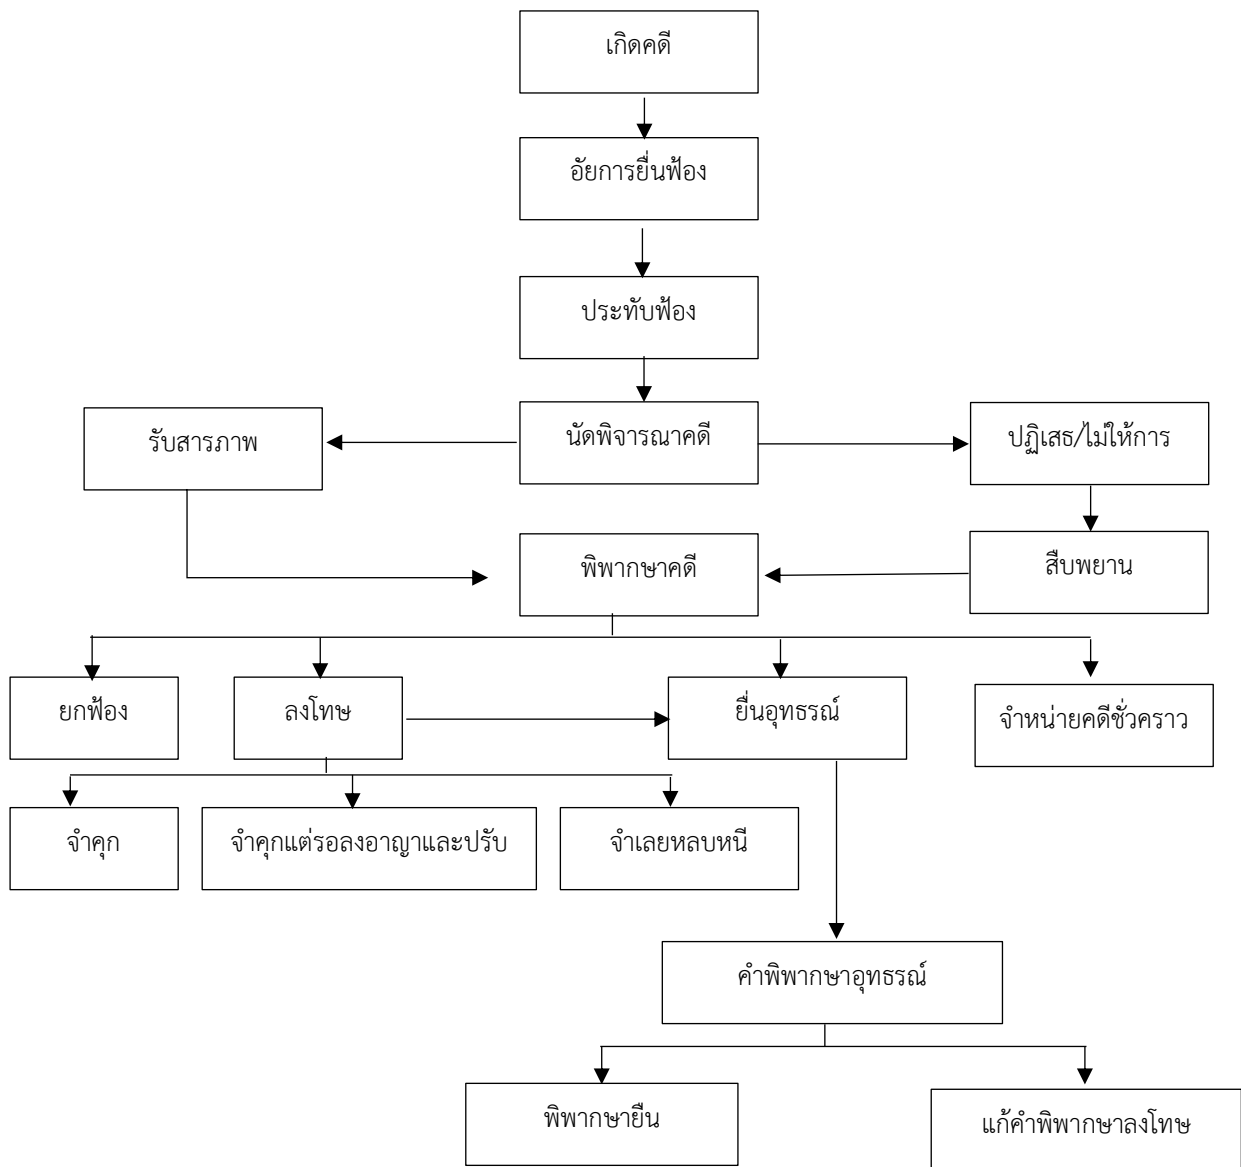 เกิดคดี
อัยการยื่นฟ้อง
ประทับฟ้อง
รับสารภาพ
นัดพิจารณาคดี
ปฏิเสธ/ไม่ให้การ
พิพากษาคดี
สืบพยาน
ยกฟ้อง
ลงโทษ
ยื่นอุทธรณ์
จำหน่ายคดีชั่วคราว
จำคุก
จำคุกแต่รอลงอาญาและปรับ
จำเลยหลบหนี
คำพิพากษาอุทธรณ์
พิพากษายืน
แก้คำพิพากษาลงโทษ